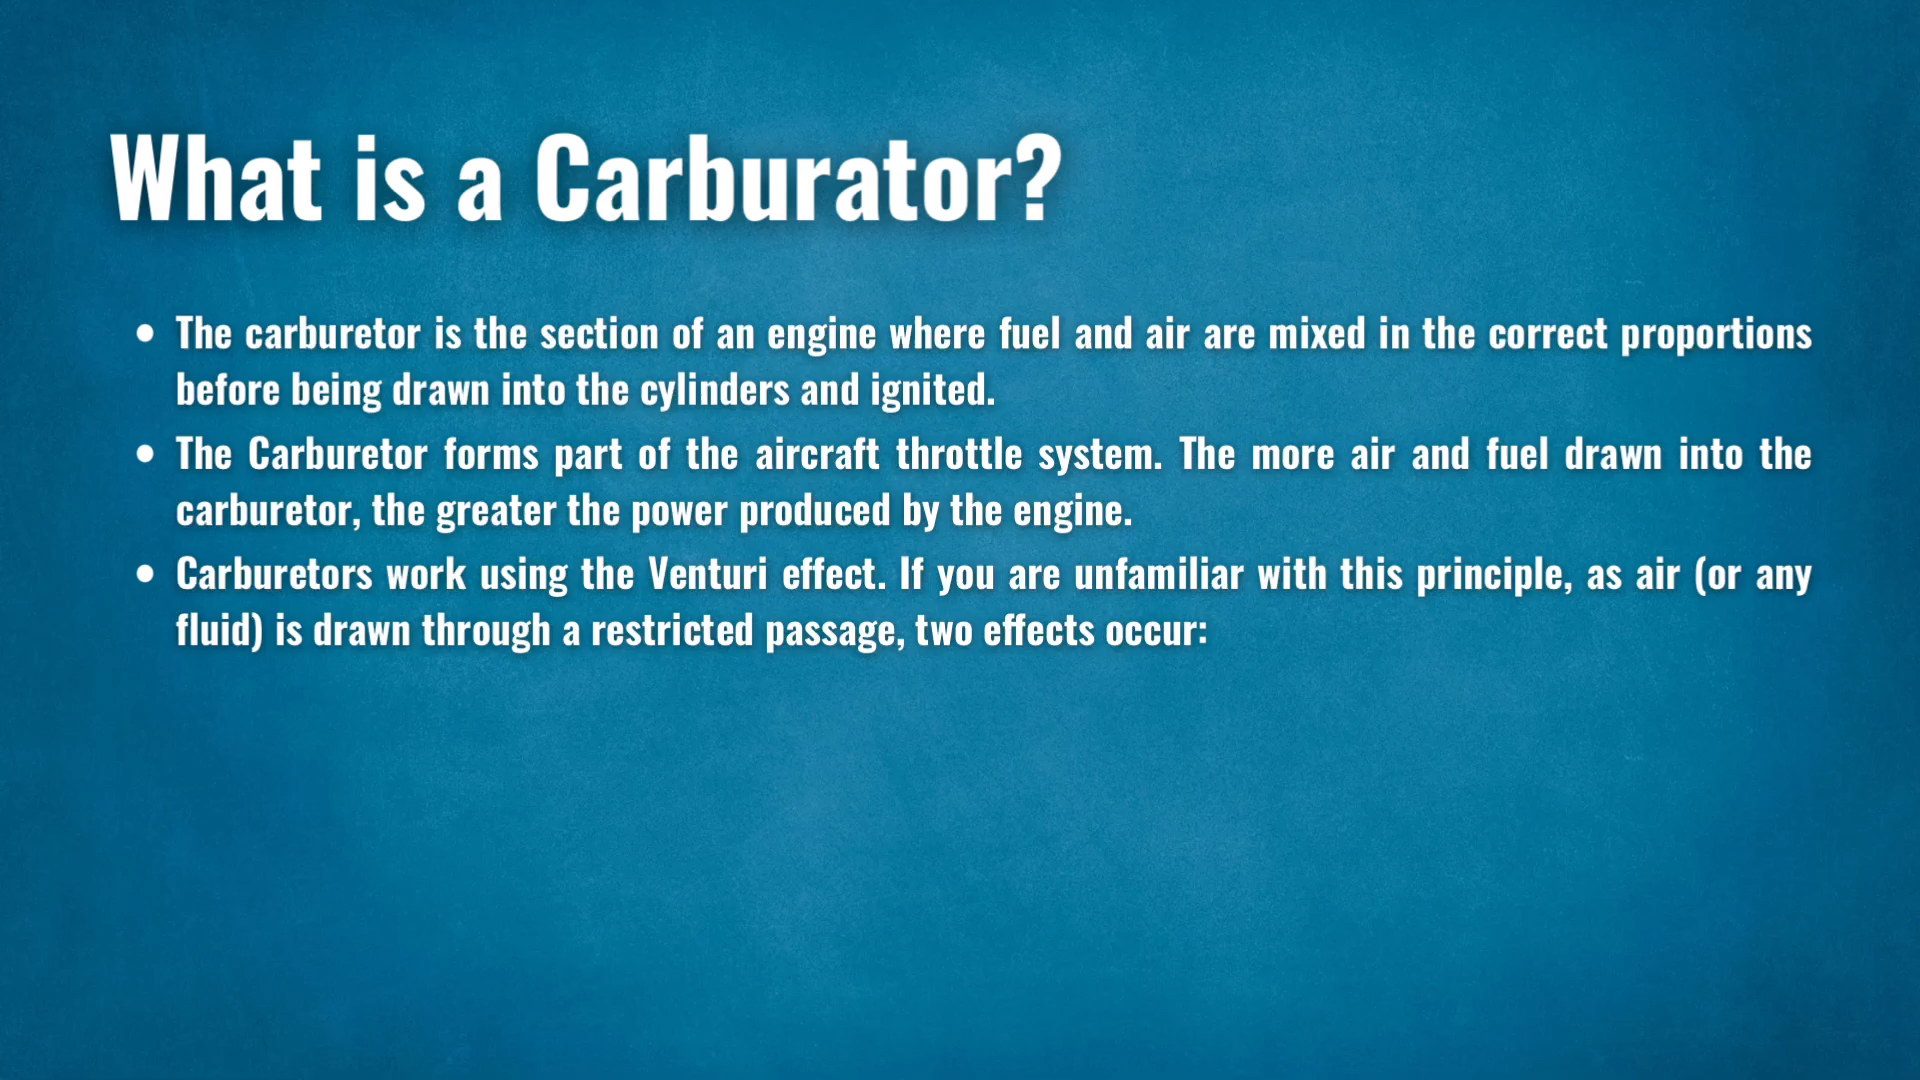 What is a Carburator?
• The carburetor is the section of an engine where fuel and air are mixed in the correct proportions
before being drawn into the cylinders and ignited.
• The Carburetor forms part of the aircraft throttle system. The more air and fuel drawn into the
carburetor, the greater the power produced by the engine.
• Carburetors work using the Venturi effect. If you are unfamiliar with this principle, as air (or any
fluid) is drawn through a restricted passage, two effects occur: